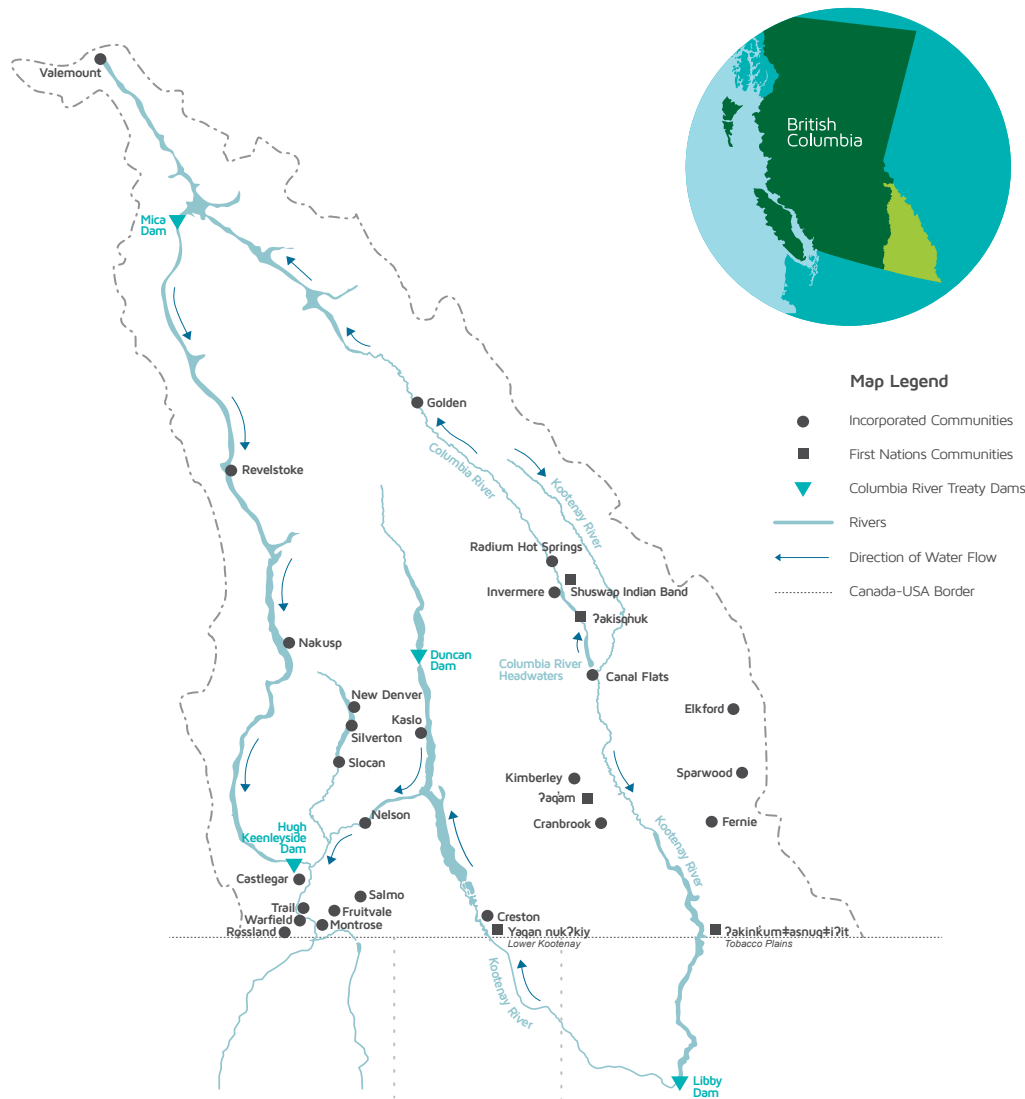 Valemount
British
Columbia
Mica
Dam
Map Legend
Incorporated Communities
First Nations Communities
Columbia River Treaty Dams
Rivers
Direction of Water Flow
Canada-USA Border
Golden
Columbia River
Kootenay River
Revelstoke
Radium Hot Springs
Shuswap Indian Band
Invermere
ʔakisq̓nuk
Nakusp
Duncan
Dam
Columbia River
Headwaters
Canal Flats
New Denver
Kaslo
Silverton
Slocan
Elkford
Sparwood
Kimberley
ʔaq̓am
Cranbrook
Fernie
Nelson
Hugh
Keenleyside
Dam
Kootenay River
Castlegar
Salmo
Trail
Fruitvale
Warfield
Montrose
Rossland
Creston
Yaqan nukʔkiy
Lower Kootenay
ʔakink̓umǂasnuqǂiʔit
Tobacco Plains
Kootenay River
Libby
Dam